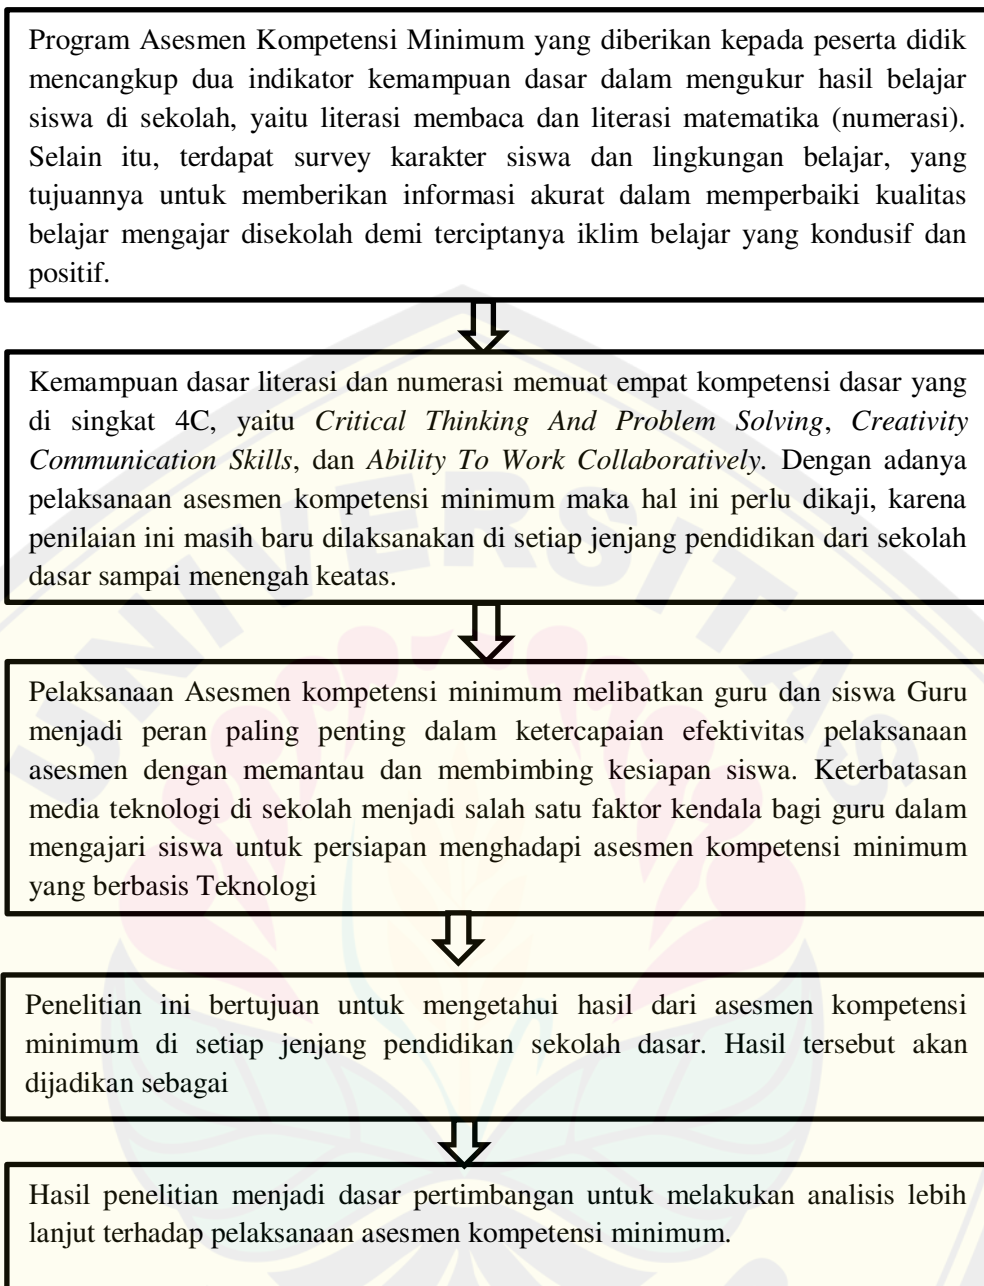 Program Asesmen Kompetensi Minimum yang diberikan kepada peserta didik
mencangkup dua indikator kemampuan dasar dalam mengukur hasil belajar
siswa di sekolah, yaitu literasi membaca dan literasi matematika (numerasi).
Selain itu, terdapat survey karakter siswa dan lingkungan belajar, yang
tujuannya untuk memberikan informasi akurat dalam memperbaiki kualitas
belajar mengajar disekolah demi terciptanya iklim belajar yang kondusif dan
positif.
Kemampuan dasar literasi dan numerasi memuat empat kompetensi dasar yang
di singkat 4C, yaitu Critical Thinking And Problem Solving, Creativity
Communication Skills, dan Ability To Work Collaboratively. Dengan adanya
pelaksanaan asesmen kompetensi minimum maka hal ini perlu dikaji, karena
penilaian ini masih baru dilaksanakan di setiap jenjang pendidikan dari sekolah
dasar sampai menengah keatas.
Pelaksanaan Asesmen kompetensi minimum melibatkan guru dan siswa Guru
menjadi peran paling penting dalam ketercapaian efektivitas pelaksanaan
asesmen dengan memantau dan membimbing kesiapan siswa. Keterbatasan
media teknologi di sekolah menjadi salah satu faktor kendala bagi guru dalam
mengajari siswa untuk persiapan menghadapi asesmen kompetensi minimum
yang berbasis Teknologi
Penelitian ini bertujuan untuk mengetahui hasil dari asesmen kompetensi
minimum di setiap jenjang pendidikan sekolah dasar. Hasil tersebut akan
dijadikan sebagai
Hasil penelitian menjadi dasar pertimbangan untuk melakukan analisis lebih
lanjut terhadap pelaksanaan asesmen kompetensi minimum.
UNIVERSITAS